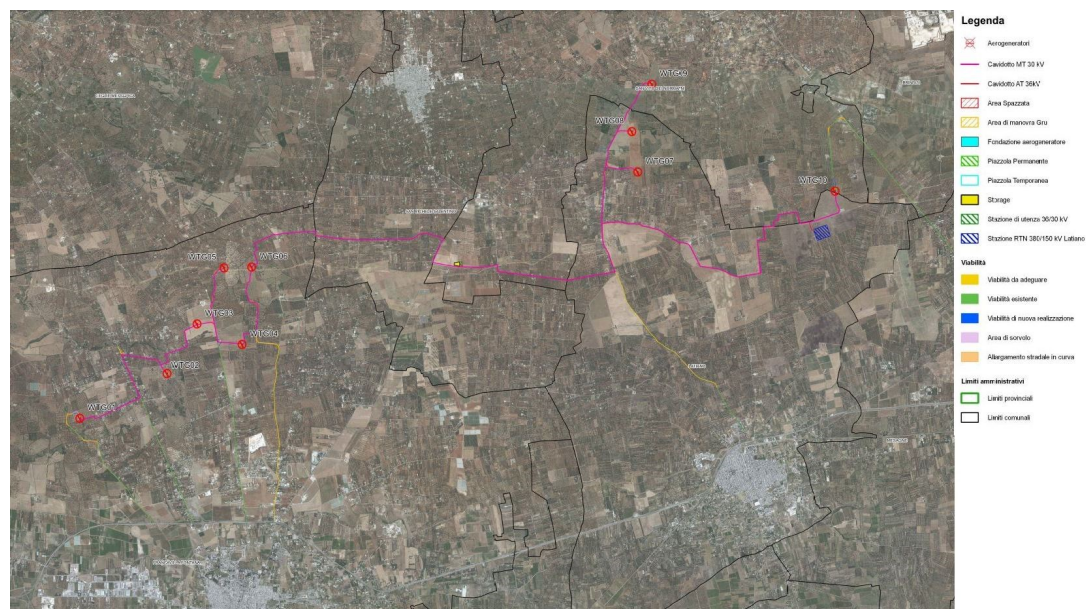 Legenda
Aerogeneratori
Cavidotto MT 30 kV
Cavidotto AT 36kV
Area Spazzata
Area di manovra Gru
Fondazione aerogeneratore
Piazzola Permanente
Piazzola Temporanea
Storage
Stazione di utenza 36/30 kV
Stazione RTN 380/150 kV Latiano
Viabilità
Viabilità da adeguare
Viabilità esistente
Viabilità di nuova realizzazione
Area di sorvolo
Allargamento stradale in curva
Limiti amministrativi
Limiti provinciali
Limiti comunali
WTG09
WTG08
WTG07
WTG10
WTG05
WTG06
WTG03
WTG04
WTG02
WTG01